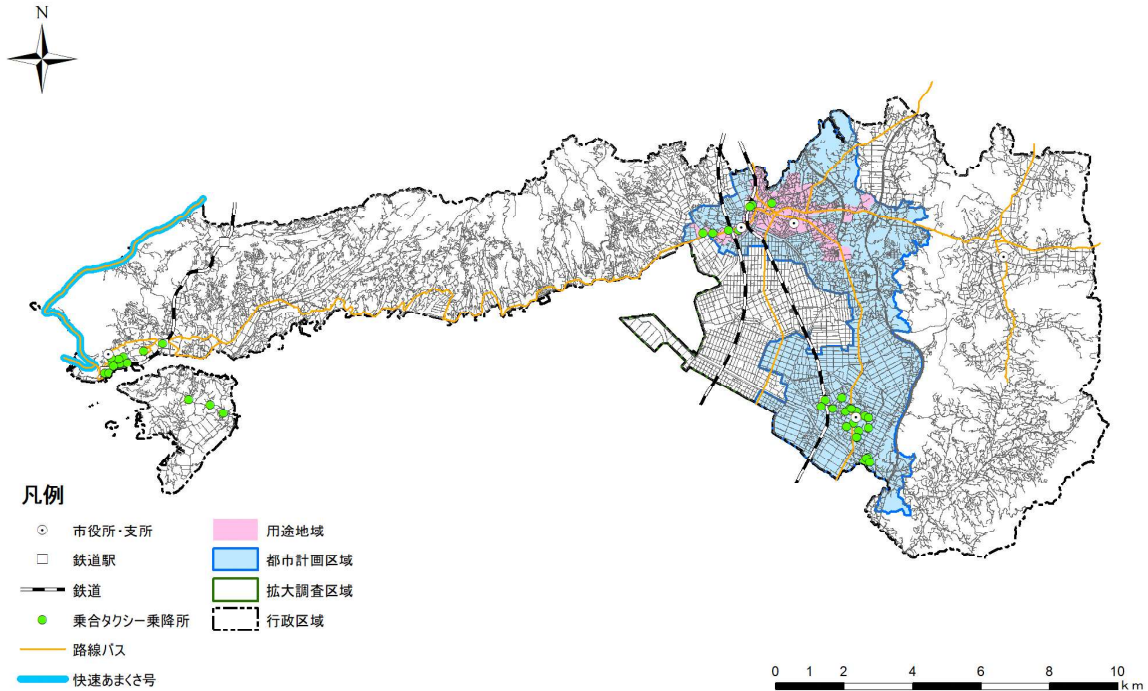 N
凡例
市役所・支所
鉄道駅
鉄道
乗合タクシー乗降所
路線バス
快速あまくさ号
用途地域
都市計画区域
拡大調査区域
行政区域
0 1 2 4 6 8 10
km